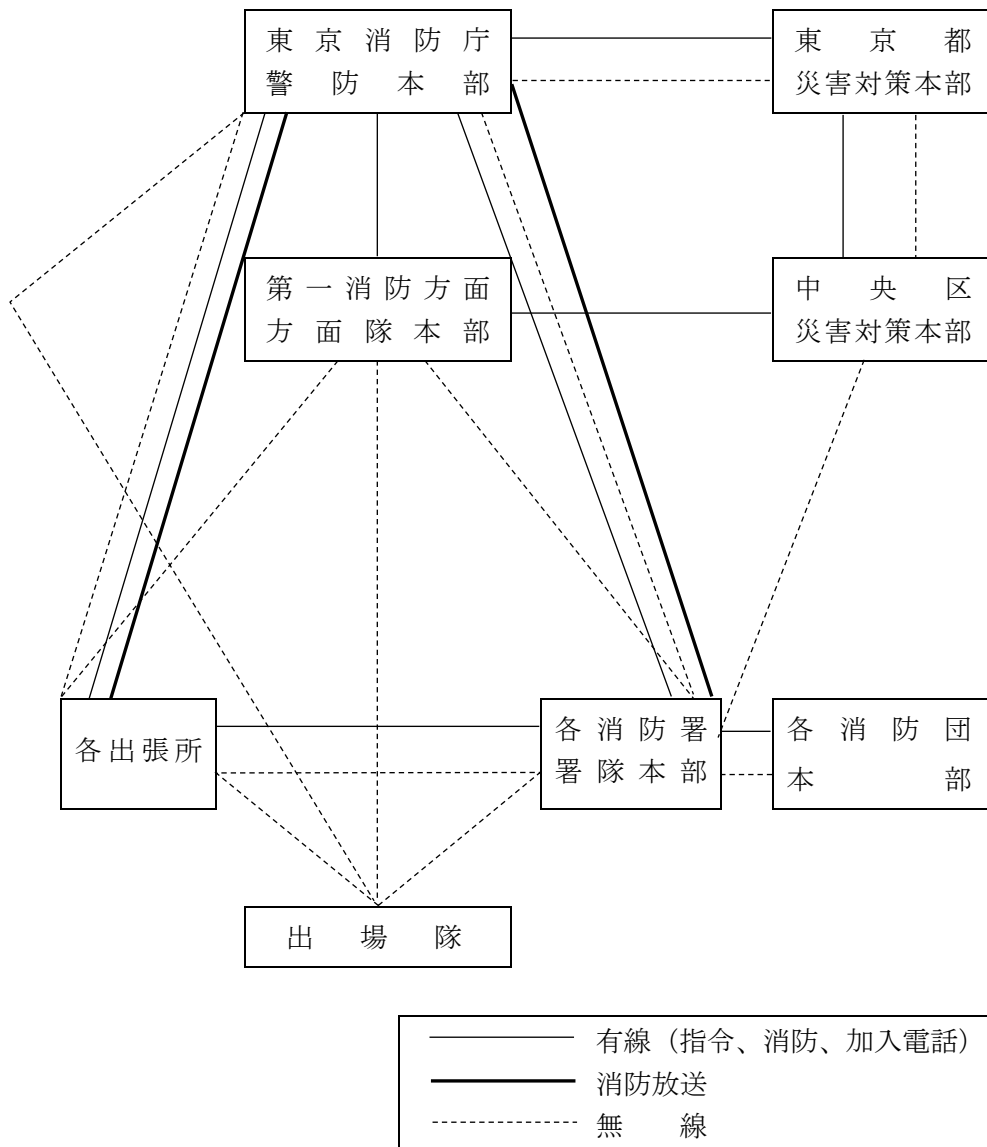 東京消防庁
警防本部
東京都
災害対策本部
第一消防方面
方面隊本部
中央区
災害対策本部
各出張所
各消防署
署隊本部
各消防団
本部
出場隊
有線（指令、消防、加入電話）
消防放送
無線